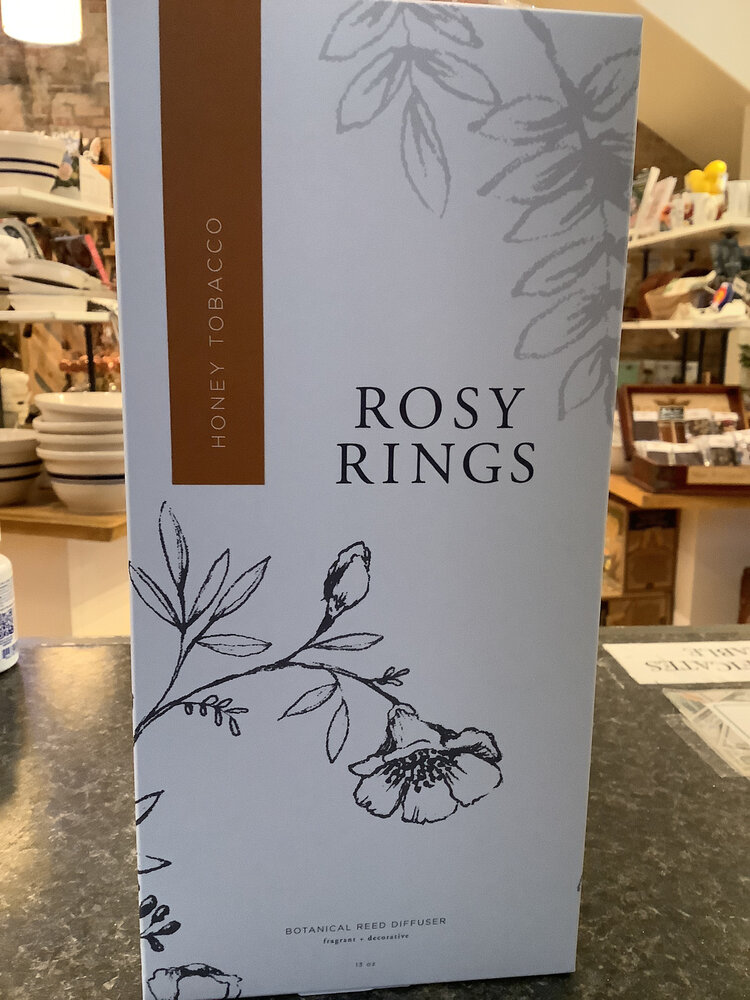 HONEY TOBACCO
ROSY
RINGS
BOTANICAL REED DIFFUSER
fragrant + decorative
13 oz